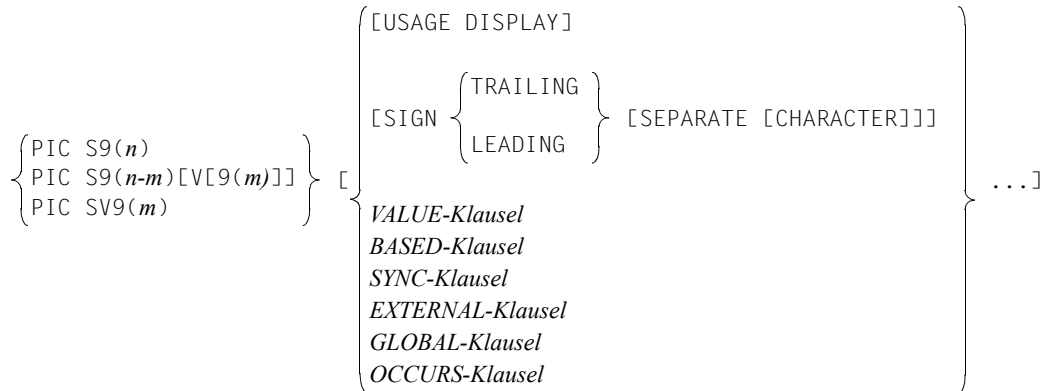 [USAGE DISPLAY]
TRAILING
[SIGN { } [SEPARATE [CHARACTER]]]
LEADING
PIC S9(n)
PIC S9(n-m)[V[9(m)]]
PIC SV9(m)
[ ...]
VALUE-Klausel
BASED-Klausel
SYNC-Klausel
EXTERNAL-Klausel
GLOBAL-Klausel
OCCURS-Klausel